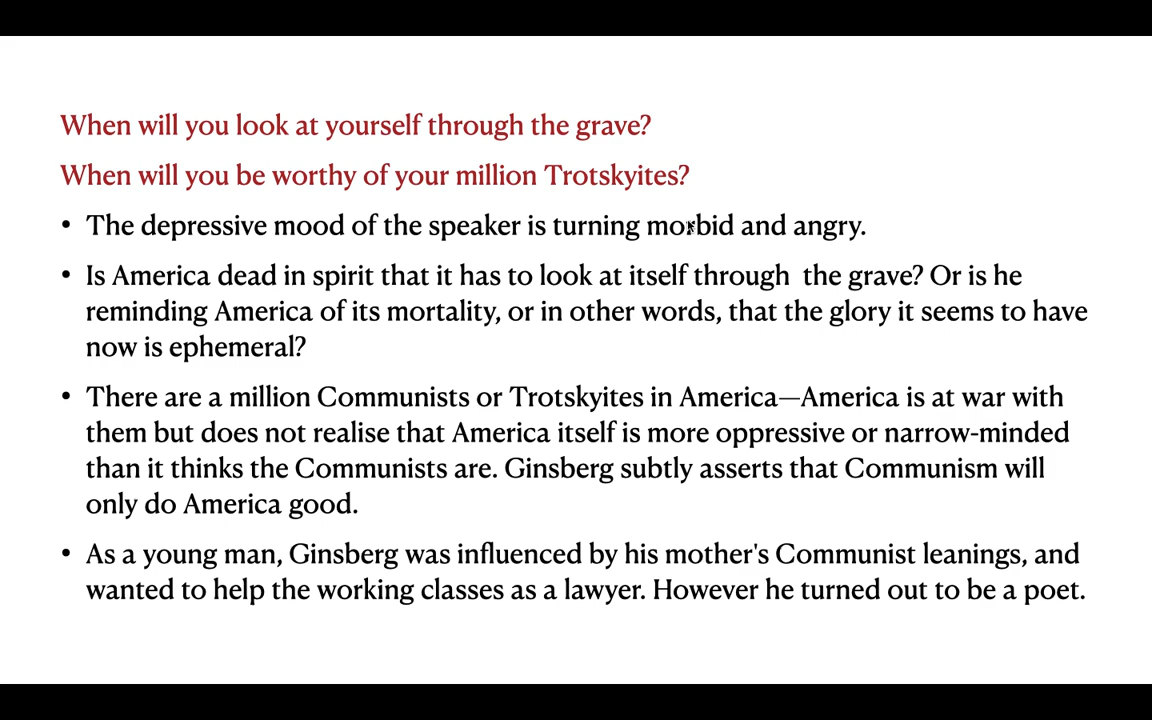 When will you look at yourself through the grave?
When will you be worthy of your million Trotskyites?
• The depressive mood of the speaker is turning morbid and angry.
• Is America dead in spirit that it has to look at itself through the grave? Or is he
reminding America of its mortality, or in other words, that the glory it seems to have
now is ephemeral?
• There are a million Communists or Trotskyites in America—America is at war with
them but does not realise that America itself is more oppressive or narrow-minded
than it thinks the Communists are. Ginsberg subtly asserts that Communism will
only do America good.
• As a young man, Ginsberg was influenced by his mother's Communist leanings, and
wanted to help the working classes as a lawyer. However he turned out to be a poet.